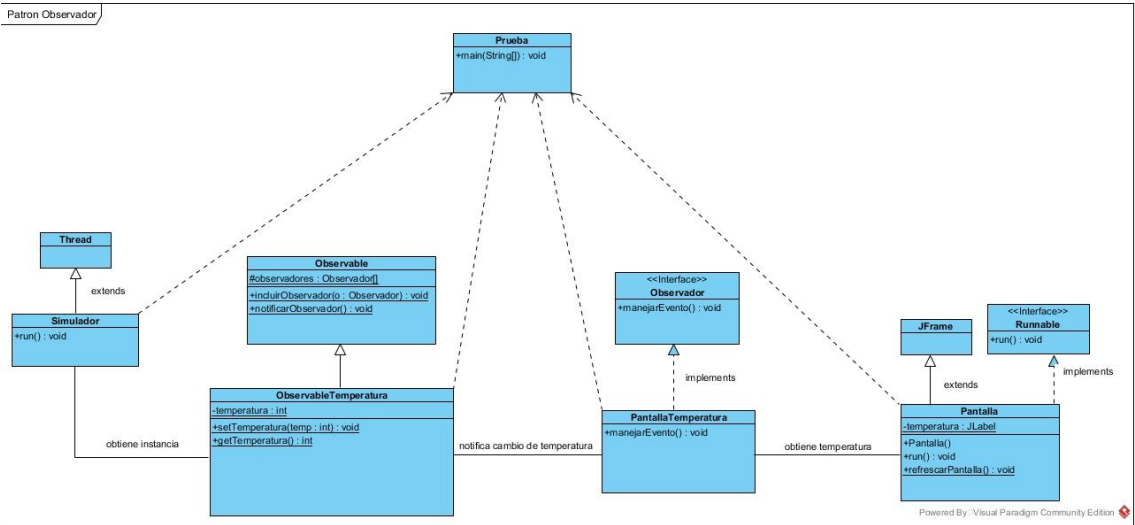 Patron Observador
Prueba
+main(String[]) : void
Thread
extends
Simulador
+run() : void
Observable
#observadores : Observador[]
+incluirObservador(o : Observador) : void
+notificarObservador() : void
<<Interface>>
Observador
+manejarEvento() : void
implements
JFrame
<<Interface>>
Runnable
+run() : void
extends
implements
ObservableTemperatura
-temperatura : int
+setTemperatura(temp : int) : void
+getTemperatura() : int
obtiene instancia
notifica cambio de temperatura
PantallaTemperatura
+manejarEvento() : void
obtiene temperatura
Pantalla
-temperatura : JLabel
+Pantalla()
+run() : void
+refrescarPantalla() : void
Powered By Visual Paradigm Community Edition